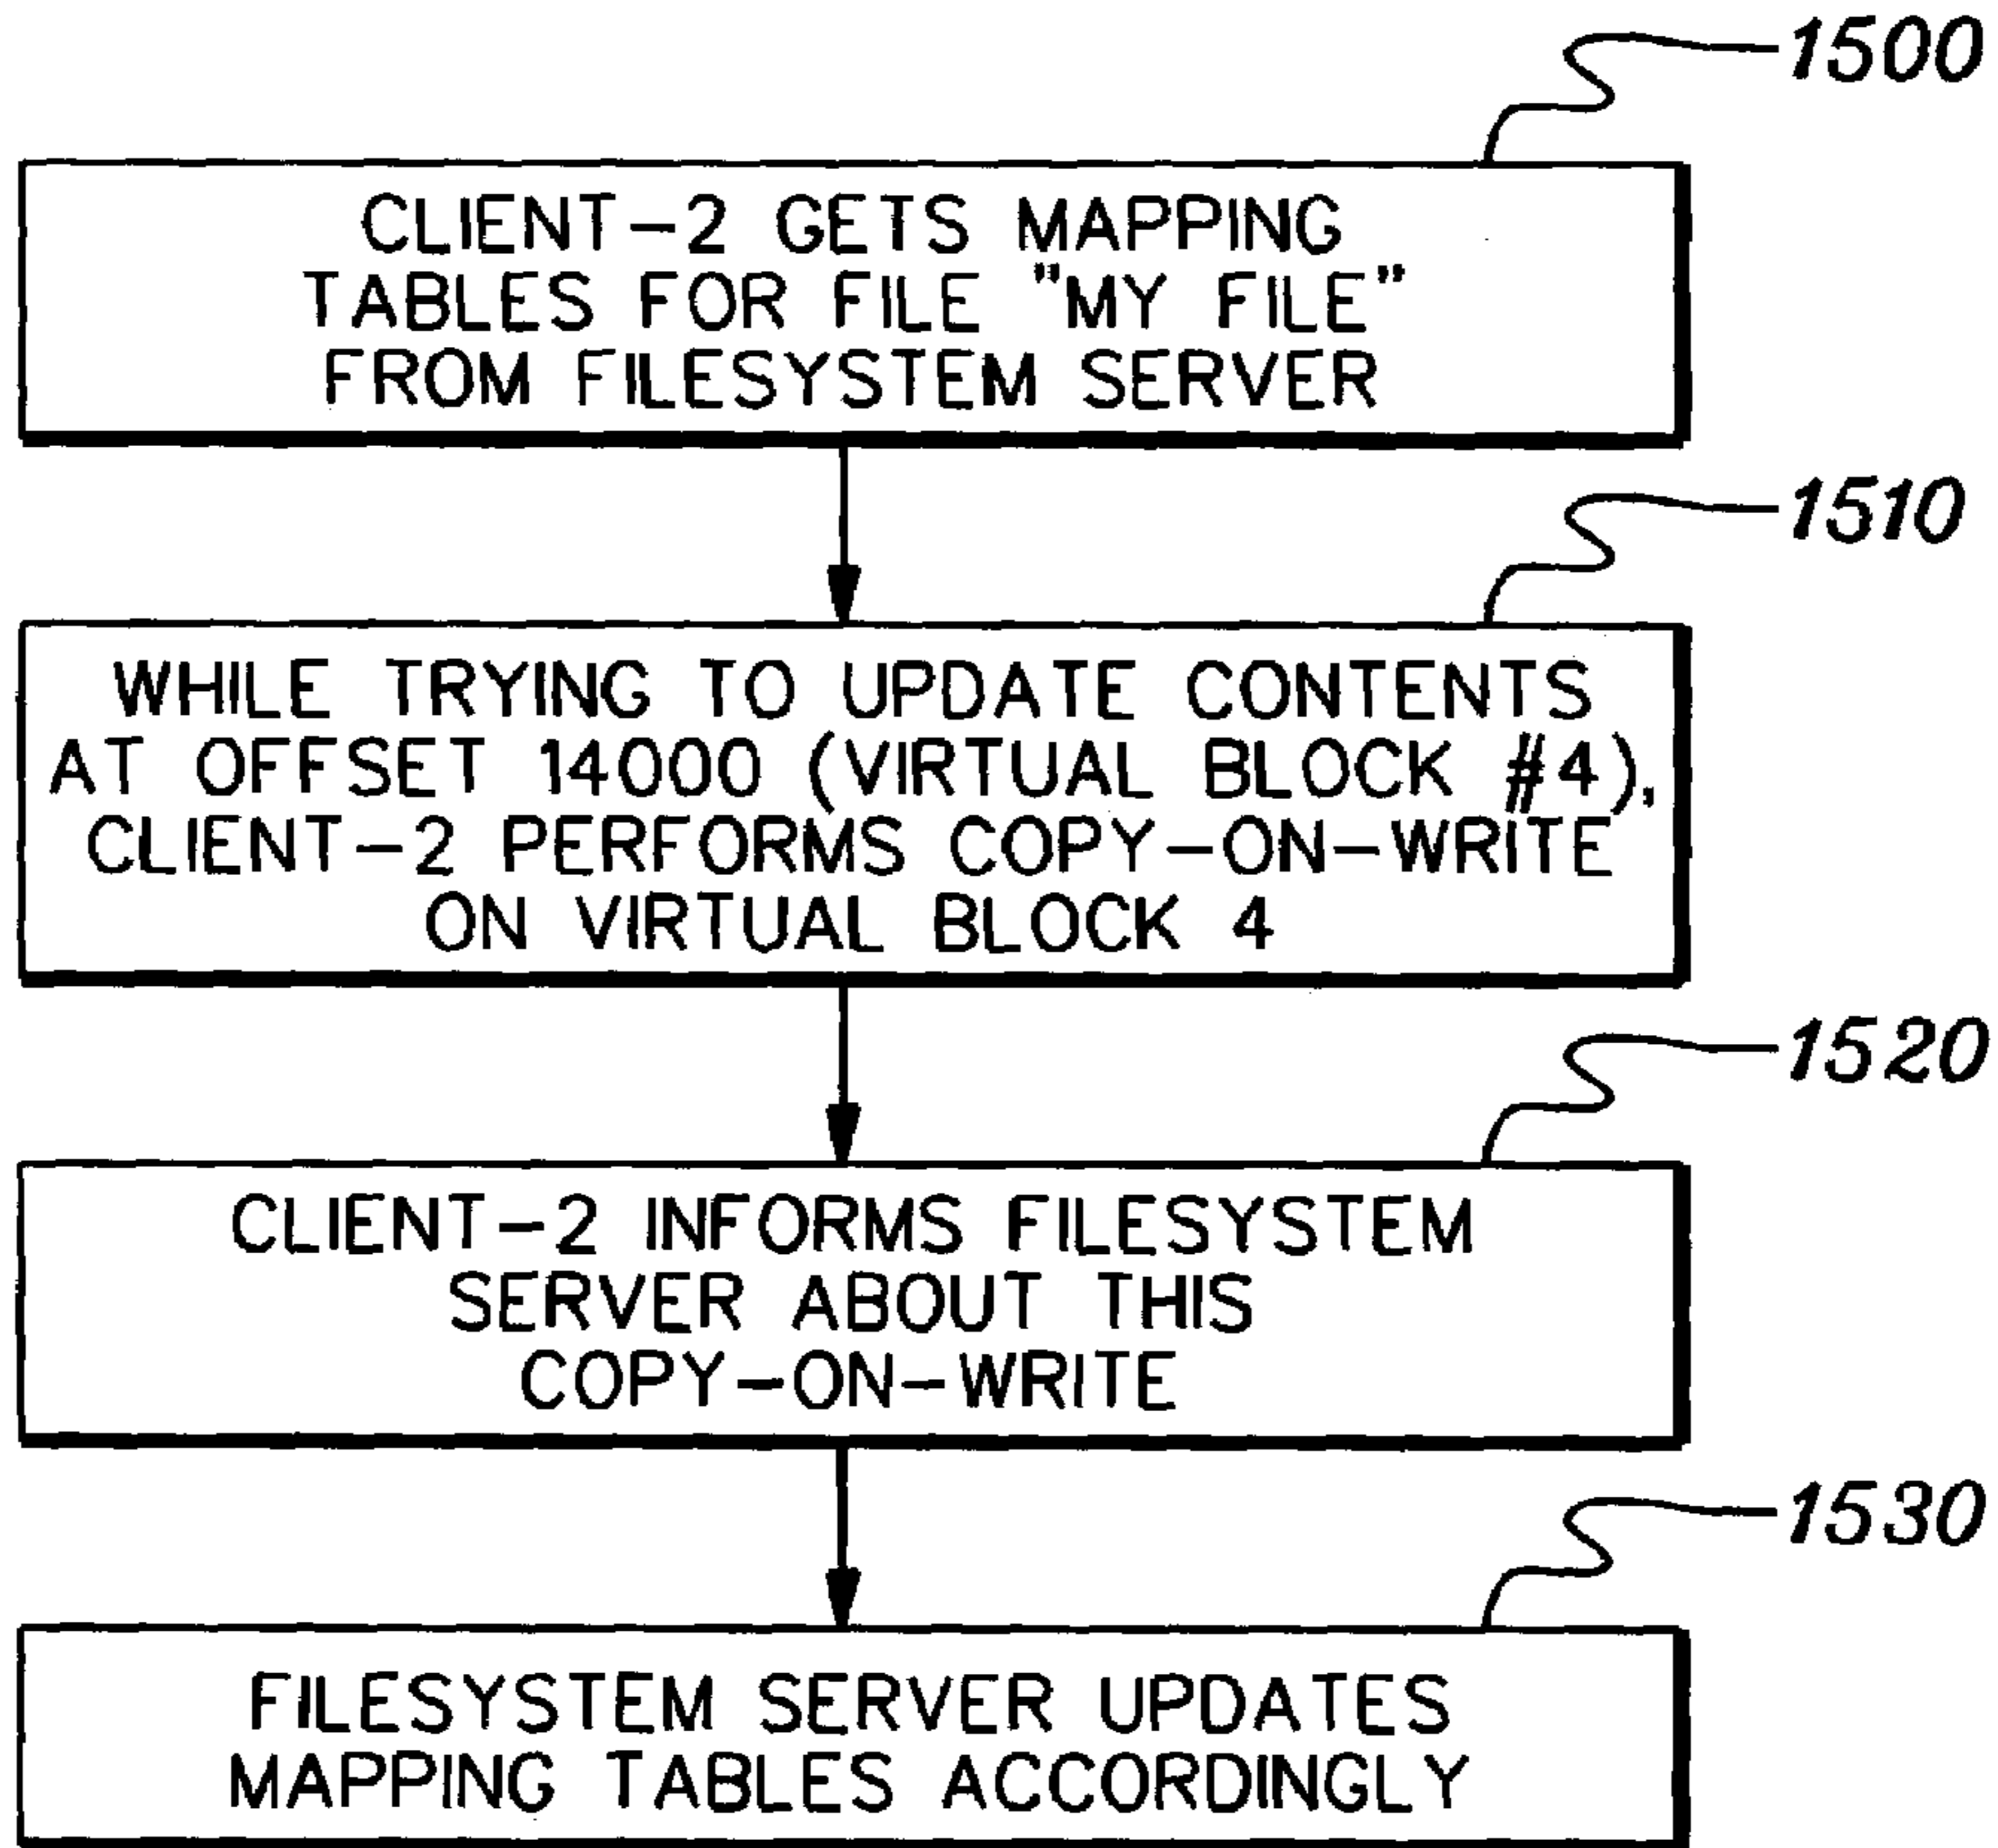 1500
CLIENT-2 GETS MAPPING
TABLES FOR FILE "MY FILE"
FROM FILESYSTEM SERVER
1510
WHILE TRYING TO UPDATE CONTENTS
AT OFFSET 14000 (VIRTUAL BLOCK #4),
CLIENT-2 PERFORMS COPY-ON-WRITE
ON VIRTUAL BLOCK 4
1520
CLIENT-2 INFORMS FILESYSTEM
SERVER ABOUT THIS
COPY-ON-WRITE
1530
FILESYSTEM SERVER UPDATES
MAPPING TABLES ACCORDINGLY